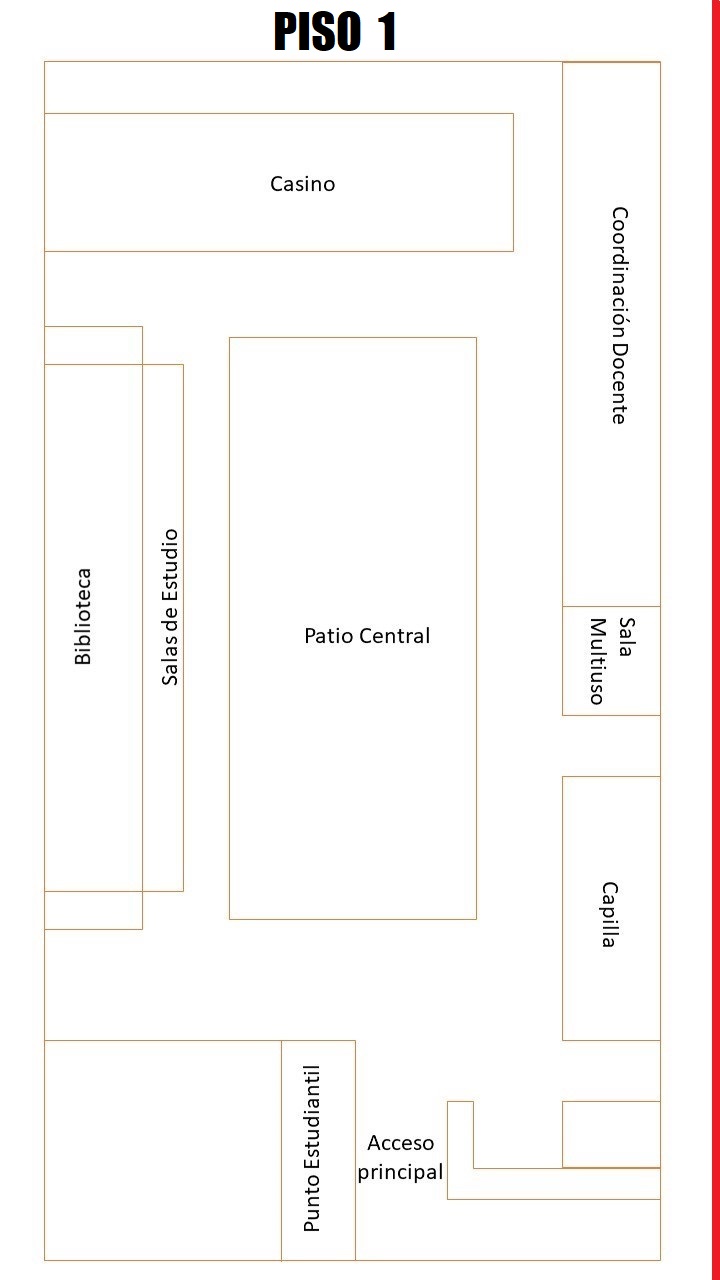 PISO 1
Casino
Coordinación Docente
Biblioteca
Salas de Estudio
Patio Central
Sala
Multiuso
Capilla
Punto Estudiantil
Acceso
principal